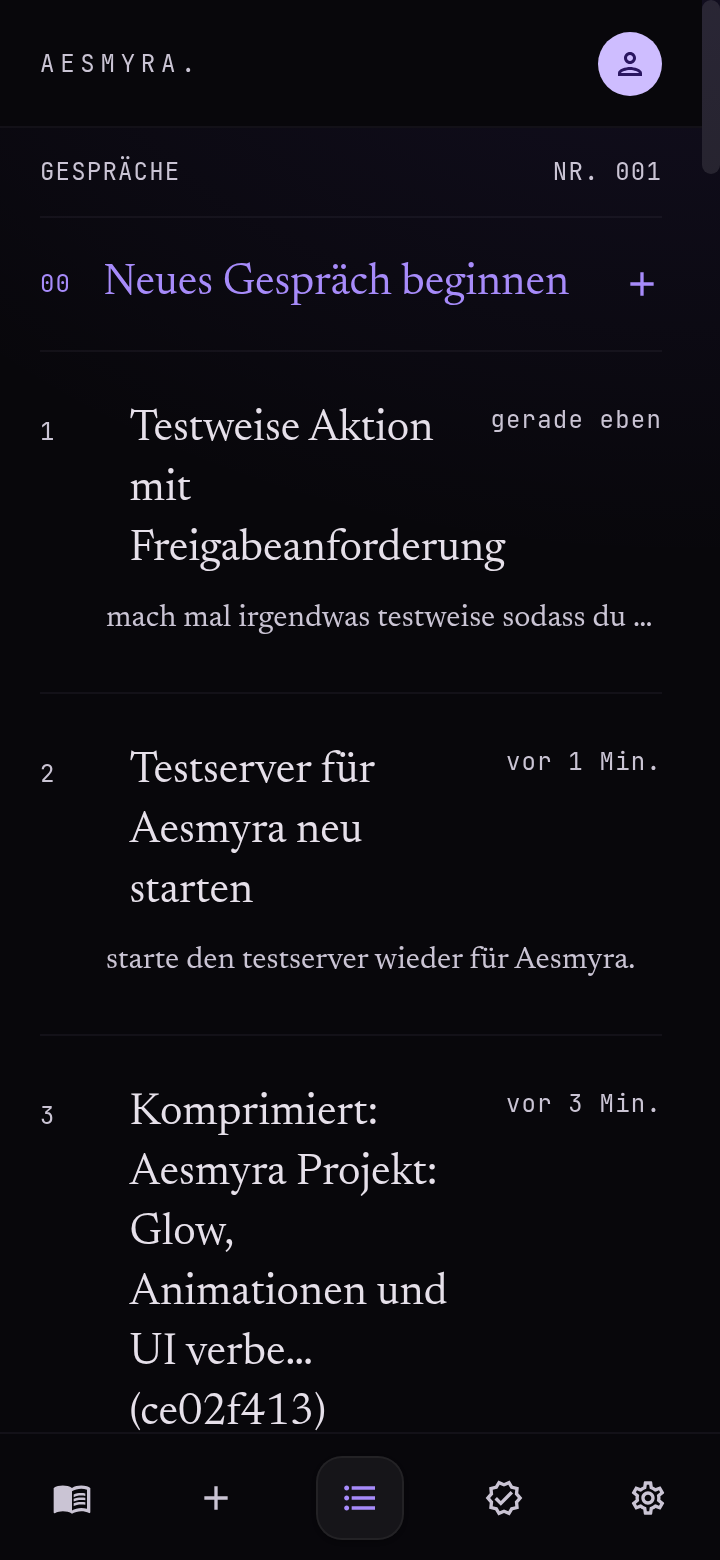 AESMYRA.
GESPRÄCHE NR. 001
00 Neues Gespräch beginnen +
1 Testweise Aktion gerade eben
mit
Freigabeanforderung
mach mal irgendwas testweise sodass du …
2 Testserver für vor 1 Min.
Aesmyra neu
starten
starte den testserver wieder für Aesmyra.
3 Komprimiert: vor 3 Min.
Aesmyra Projekt:
Glow,
Animationen und
UI verbe…
(ce02f413)